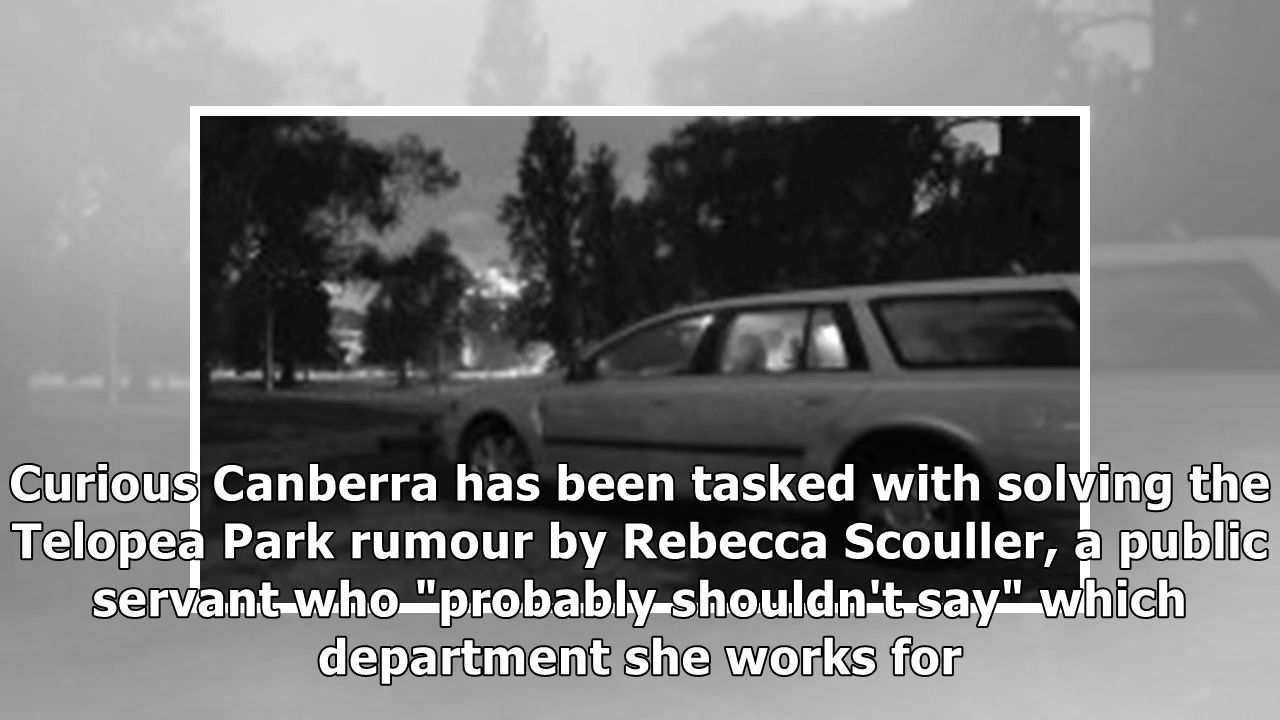 Curious Canberra has been tasked with solving the
Telopea Park rumour by Rebecca Scouller, a public
servant who "probably shouldn't say" which
department she works for